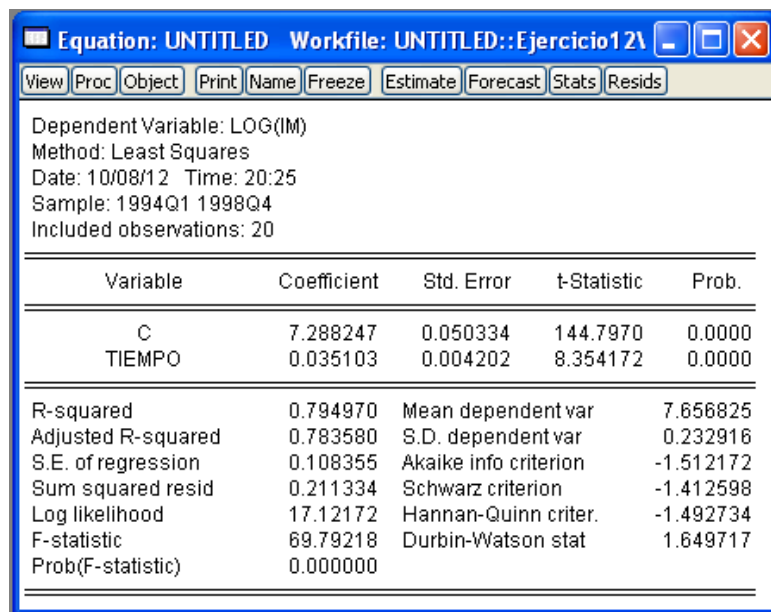 Equation: UNTITLED Workfile: UNTITLED::Ejercicio12\
View Proc Object Print Name Freeze Estimate Forecast Stats Resids
Dependent Variable: LOG(IM)
Method: Least Squares
Date: 10/08/12 Time: 20:25
Sample: 1994Q1 1998Q4
Included observations: 20
Variable Coefficient Std. Error t-Statistic Prob.
C 7.288247 0.050334 144.7970 0.0000
TIEMPO 0.035103 0.004202 8.354172 0.0000
R-squared 0.794970 Mean dependent var 7.656825
Adjusted R-squared 0.783580 S.D. dependent var 0.232916
S.E. of regression 0.108355 Akaike info criterion -1.512172
Sum squared resid 0.211334 Schwarz criterion -1.412598
Log likelihood 17.12172 Hannan-Quinn criter. -1.492734
F-statistic 69.79218 Durbin-Watson stat 1.649717
Prob(F-statistic) 0.000000